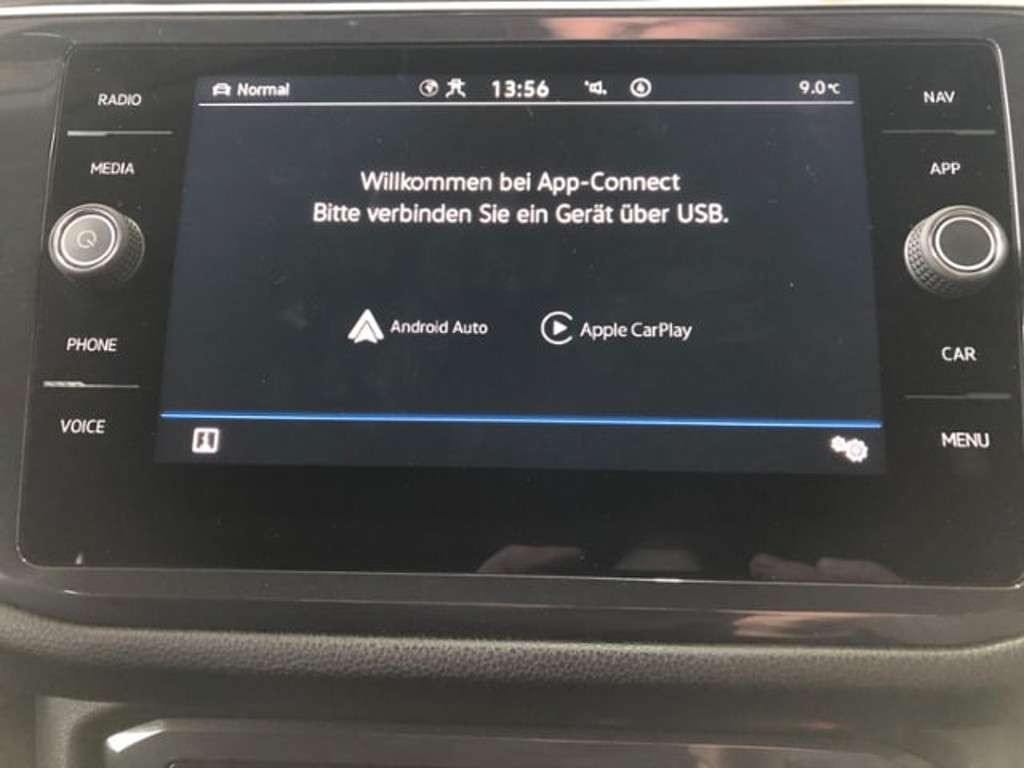 Normal
13:56
9.0°C
RADIO
MEDIA
PHONE
VOICE
Willkommen bei App-Connect
Bitte verbinden Sie ein Gerät über USB.
Android Auto
Apple CarPlay
NAV
APP
CAR
MENU